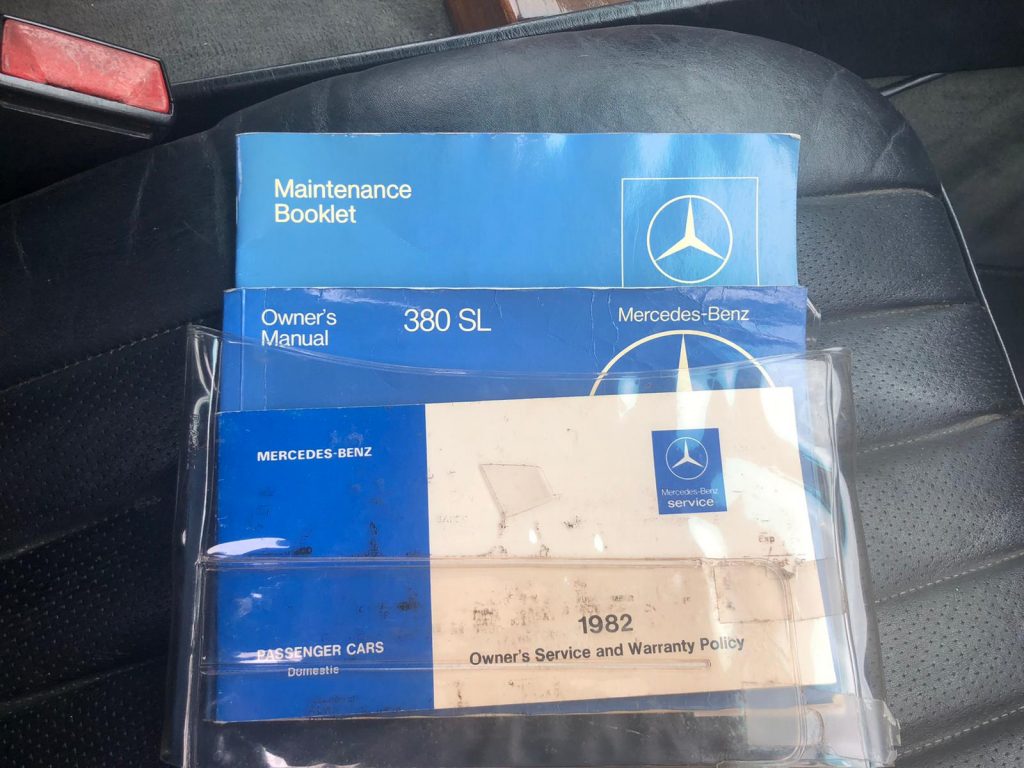 Maintenance
Booklet
Owner's
Manual
380 SL
Mercedes-Benz
MERCEDES-BENZ
Mercedes-Benz
service
EXP
1982
Owner's Service and Warranty Policy
PASSENGER CARS
Domestic